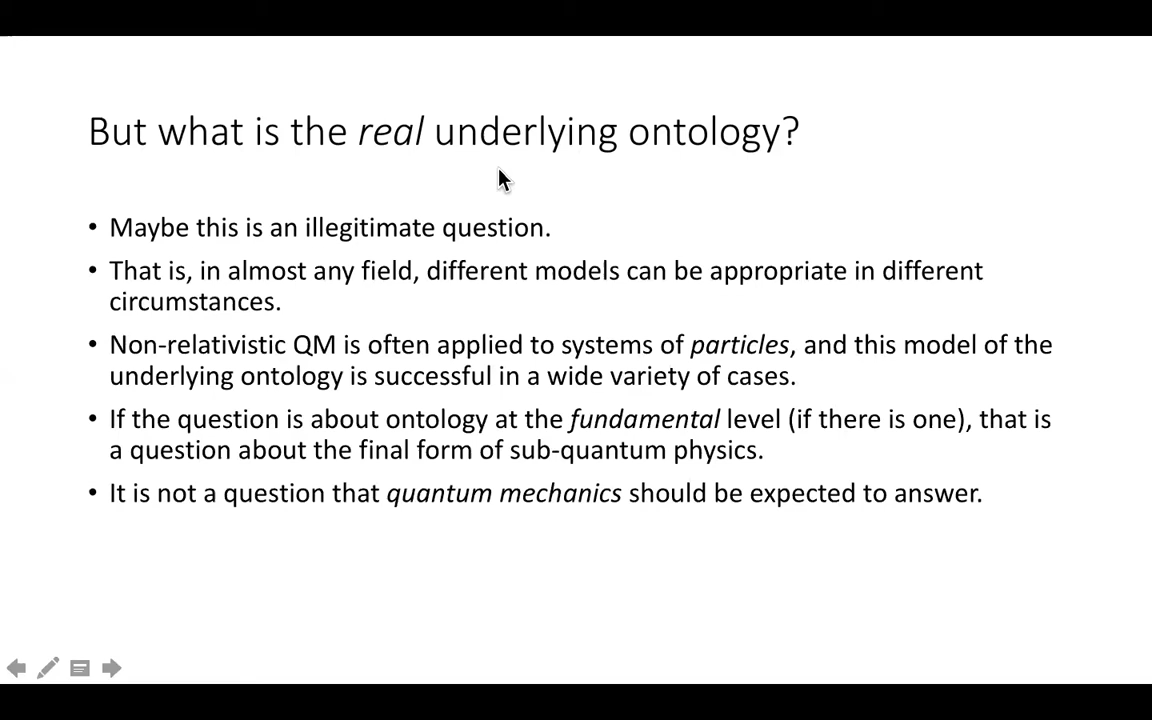 But what is the real underlying ontology?
• Maybe this is an illegitimate question.
• That is, in almost any field, different models can be appropriate in different
circumstances.
• Non-relativistic QM is often applied to systems of particles, and this model of the
underlying ontology is successful in a wide variety of cases.
• If the question is about ontology at the fundamental level (if there is one), that is
a question about the final form of sub-quantum physics.
• It is not a question that quantum mechanics should be expected to answer.